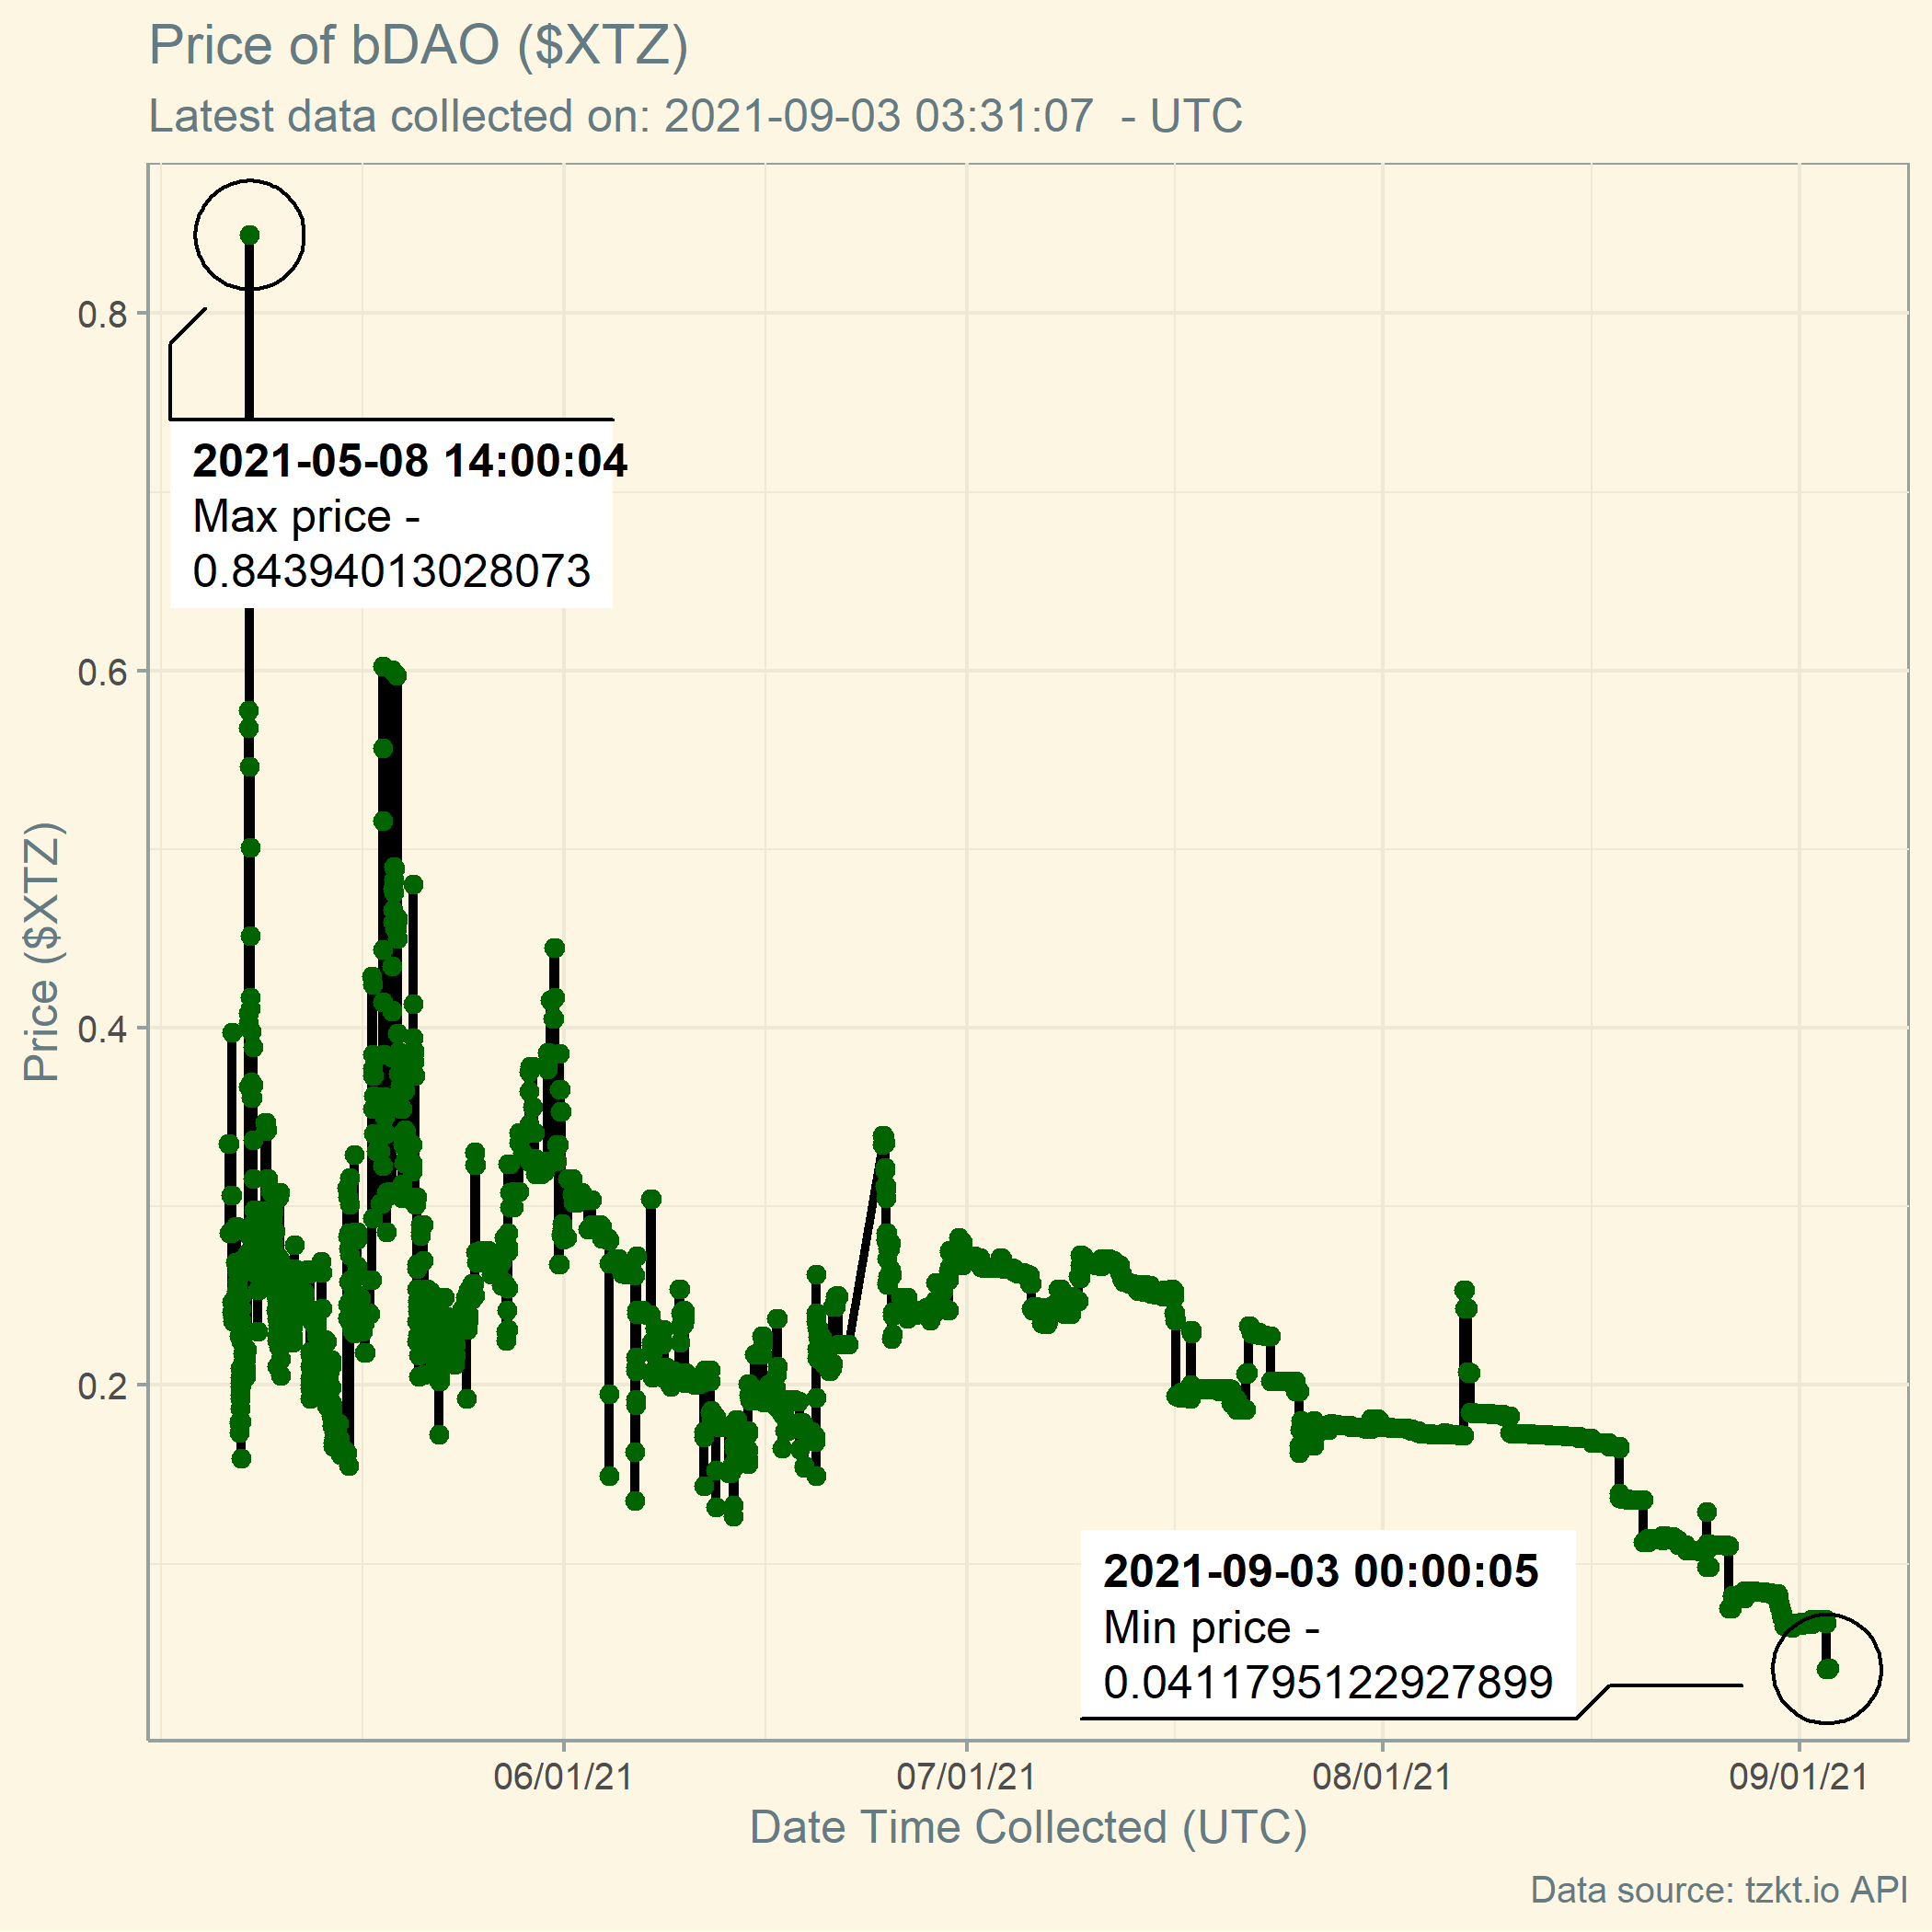 Price of bDAO ($XTZ)
Latest data collected on: 2021-09-03 03:31:07  - UTC
0.8
0.6
0.4
0.2
Price ($XTZ)
2021-05-08 14:00:04
Max price -
0.84394013028073
2021-09-03 00:00:05
Min price -
0.0411795122927899
06/01/21
07/01/21
08/01/21
09/01/21
Date Time Collected (UTC)
Data source: tzkt.io API